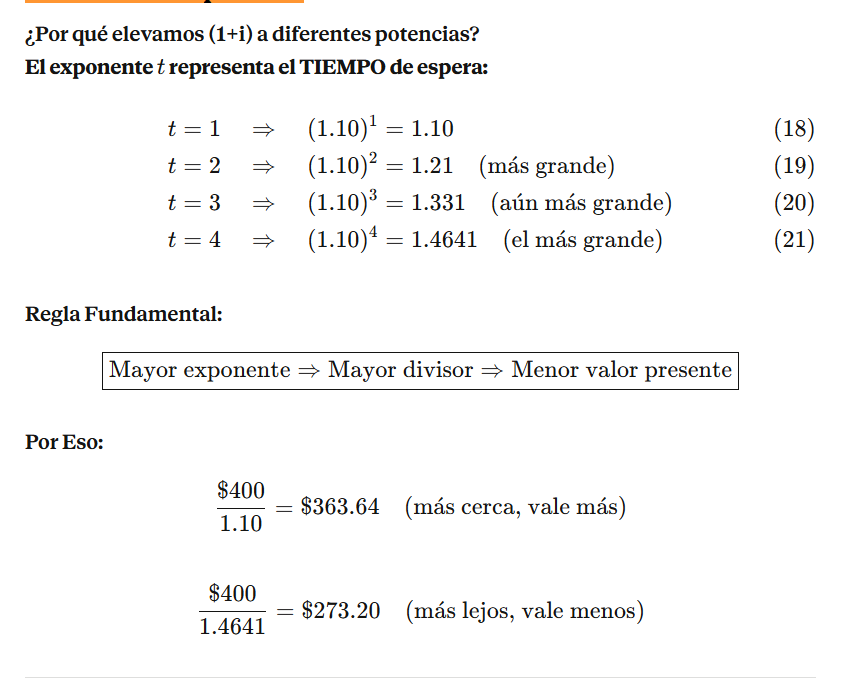 ¿Por qué elevamos (1+i) a diferentes potencias?
El exponente t representa el TIEMPO de espera:
t = 1 ⇒ (1.10)^1 = 1.10 (18)
t = 2 ⇒ (1.10)^2 = 1.21 (más grande) (19)
t = 3 ⇒ (1.10)^3 = 1.331 (aún más grande) (20)
t = 4 ⇒ (1.10)^4 = 1.4641 (el más grande) (21)
Regla Fundamental:
Mayor exponente ⇒ Mayor divisor ⇒ Menor valor presente
Por Eso:
$400
1.10 = $363.64 (más cerca, vale más)
$400
1.4641 = $273.20 (más lejos, vale menos)